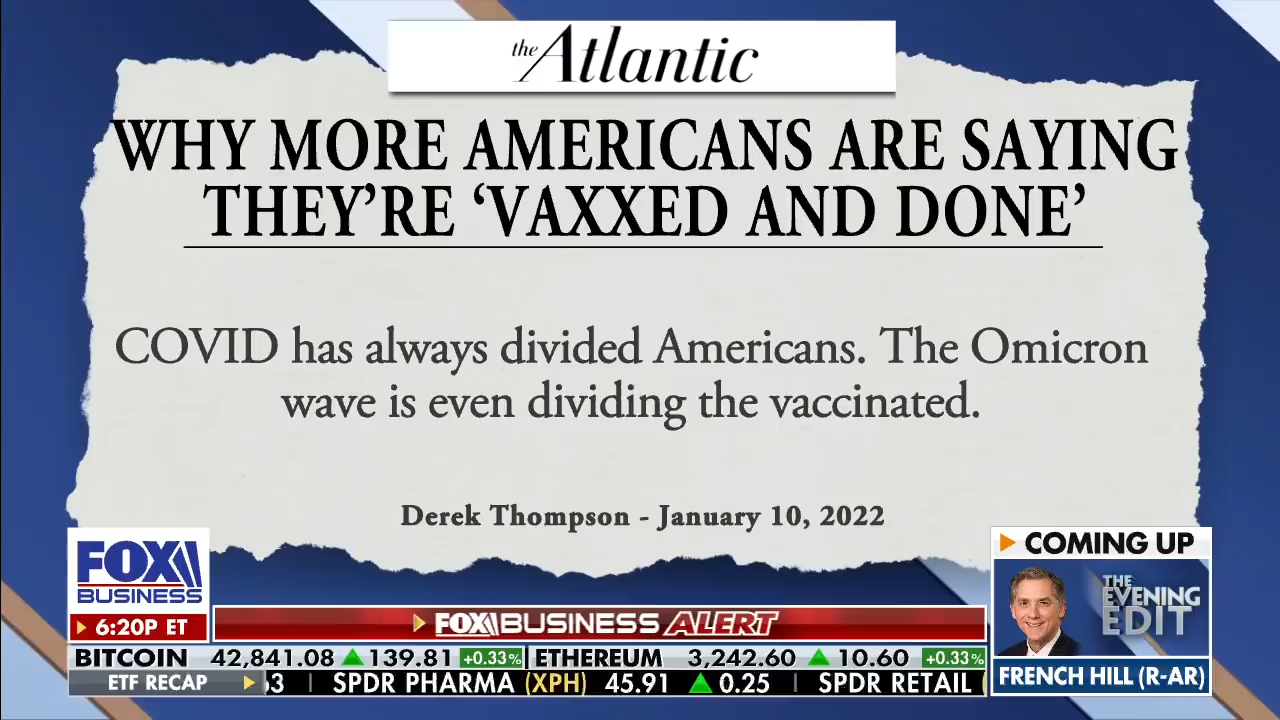 the Atlantic
WHY MORE AMERICANS ARE SAYING
THEY'RE 'VAXXED AND DONE'
COVID has always divided Americans. The Omicron
wave is even dividing the vaccinated.
Derek Thompson - January 10, 2022
FOX
BUSINESS
6:20P ET
FOX BUSINESS ALERT
COMING UP
THE
EVENING
EDIT
FRENCH HILL (R-AR)
BITCOIN 42,841.08 ▲ 139.81 +0.33% ETHEREUM 3,242.60 ▲ 10.60 +0.33%
ETF RECAP 3 | SPDR PHARMA (XPH) 45.91 ▲ 0.25 | SPDR RETAIL (